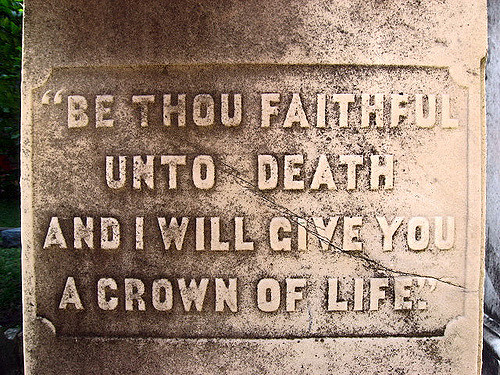 “BE THOU FAITHFUL
UNTO DEATH
AND I WILL GIVE YOU
A CROWN OF LIFE.”